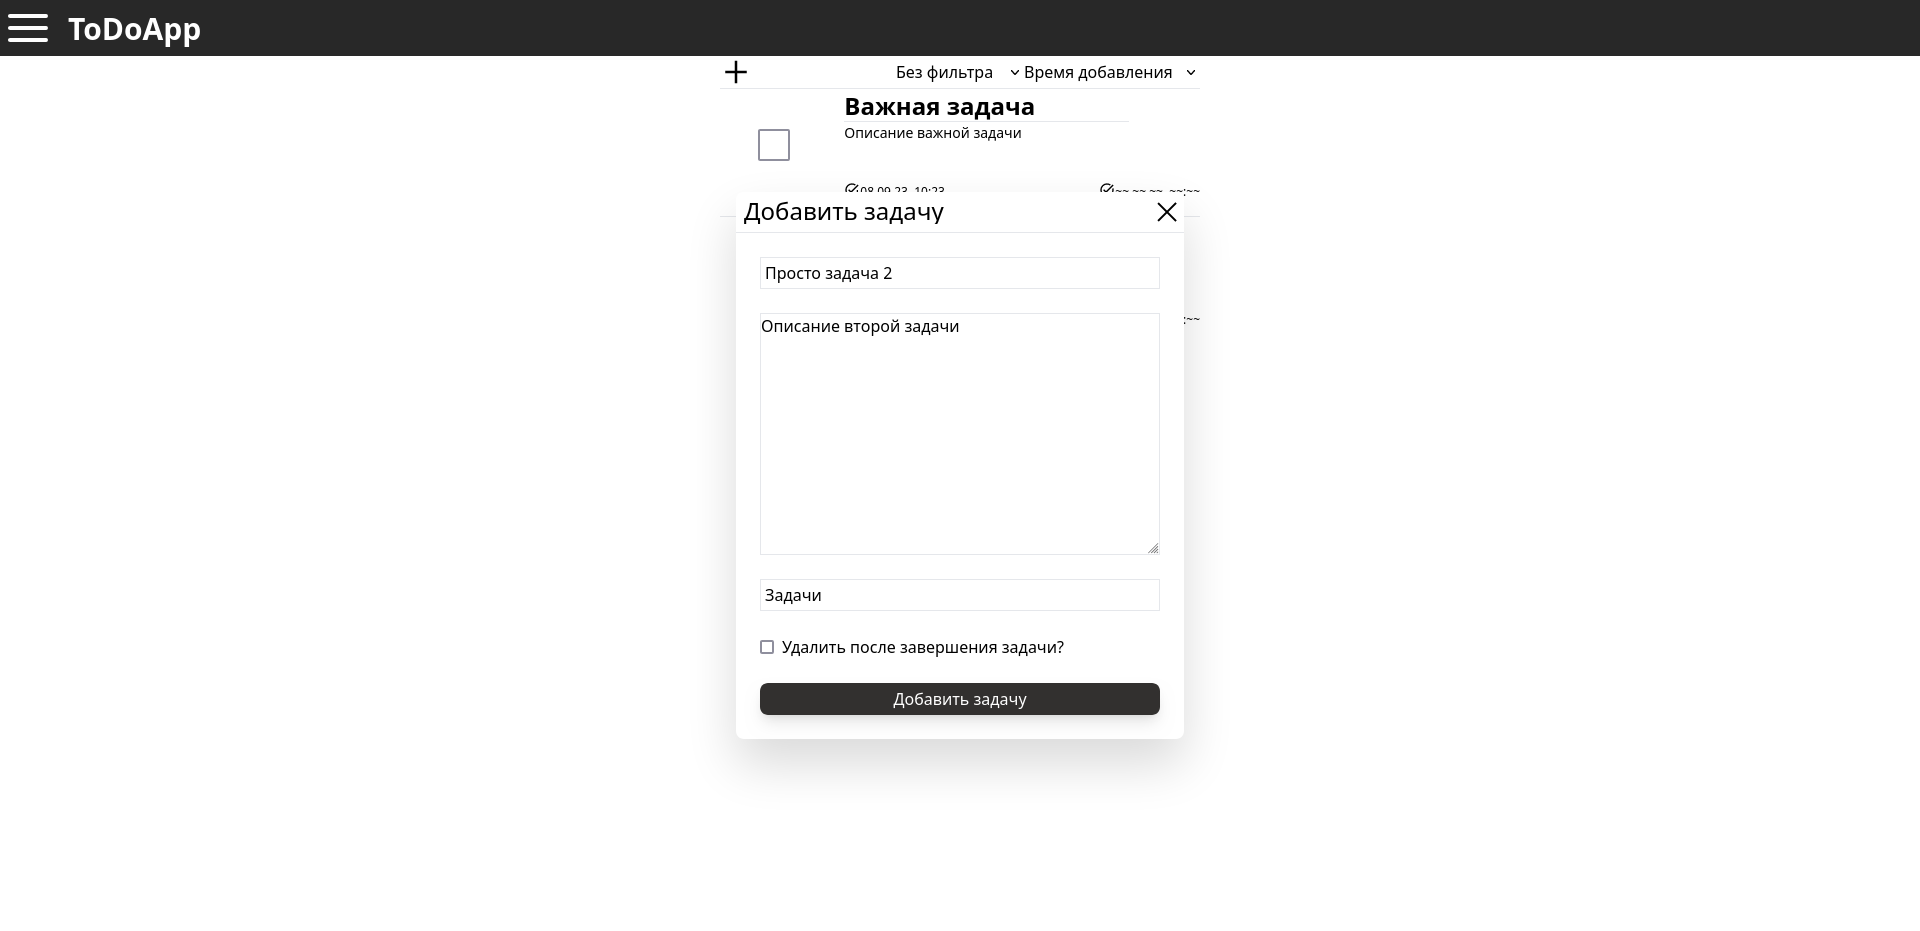 ToDoApp
Без фильтра
Время добавления
Важная задача
Описание важной задачи
08.09.23, 10:23
~~.~~.~~, ~~:~~
Добавить задачу
Просто задача 2
Описание второй задачи
:~~
Задачи
Удалить после завершения задачи?
Добавить задачу